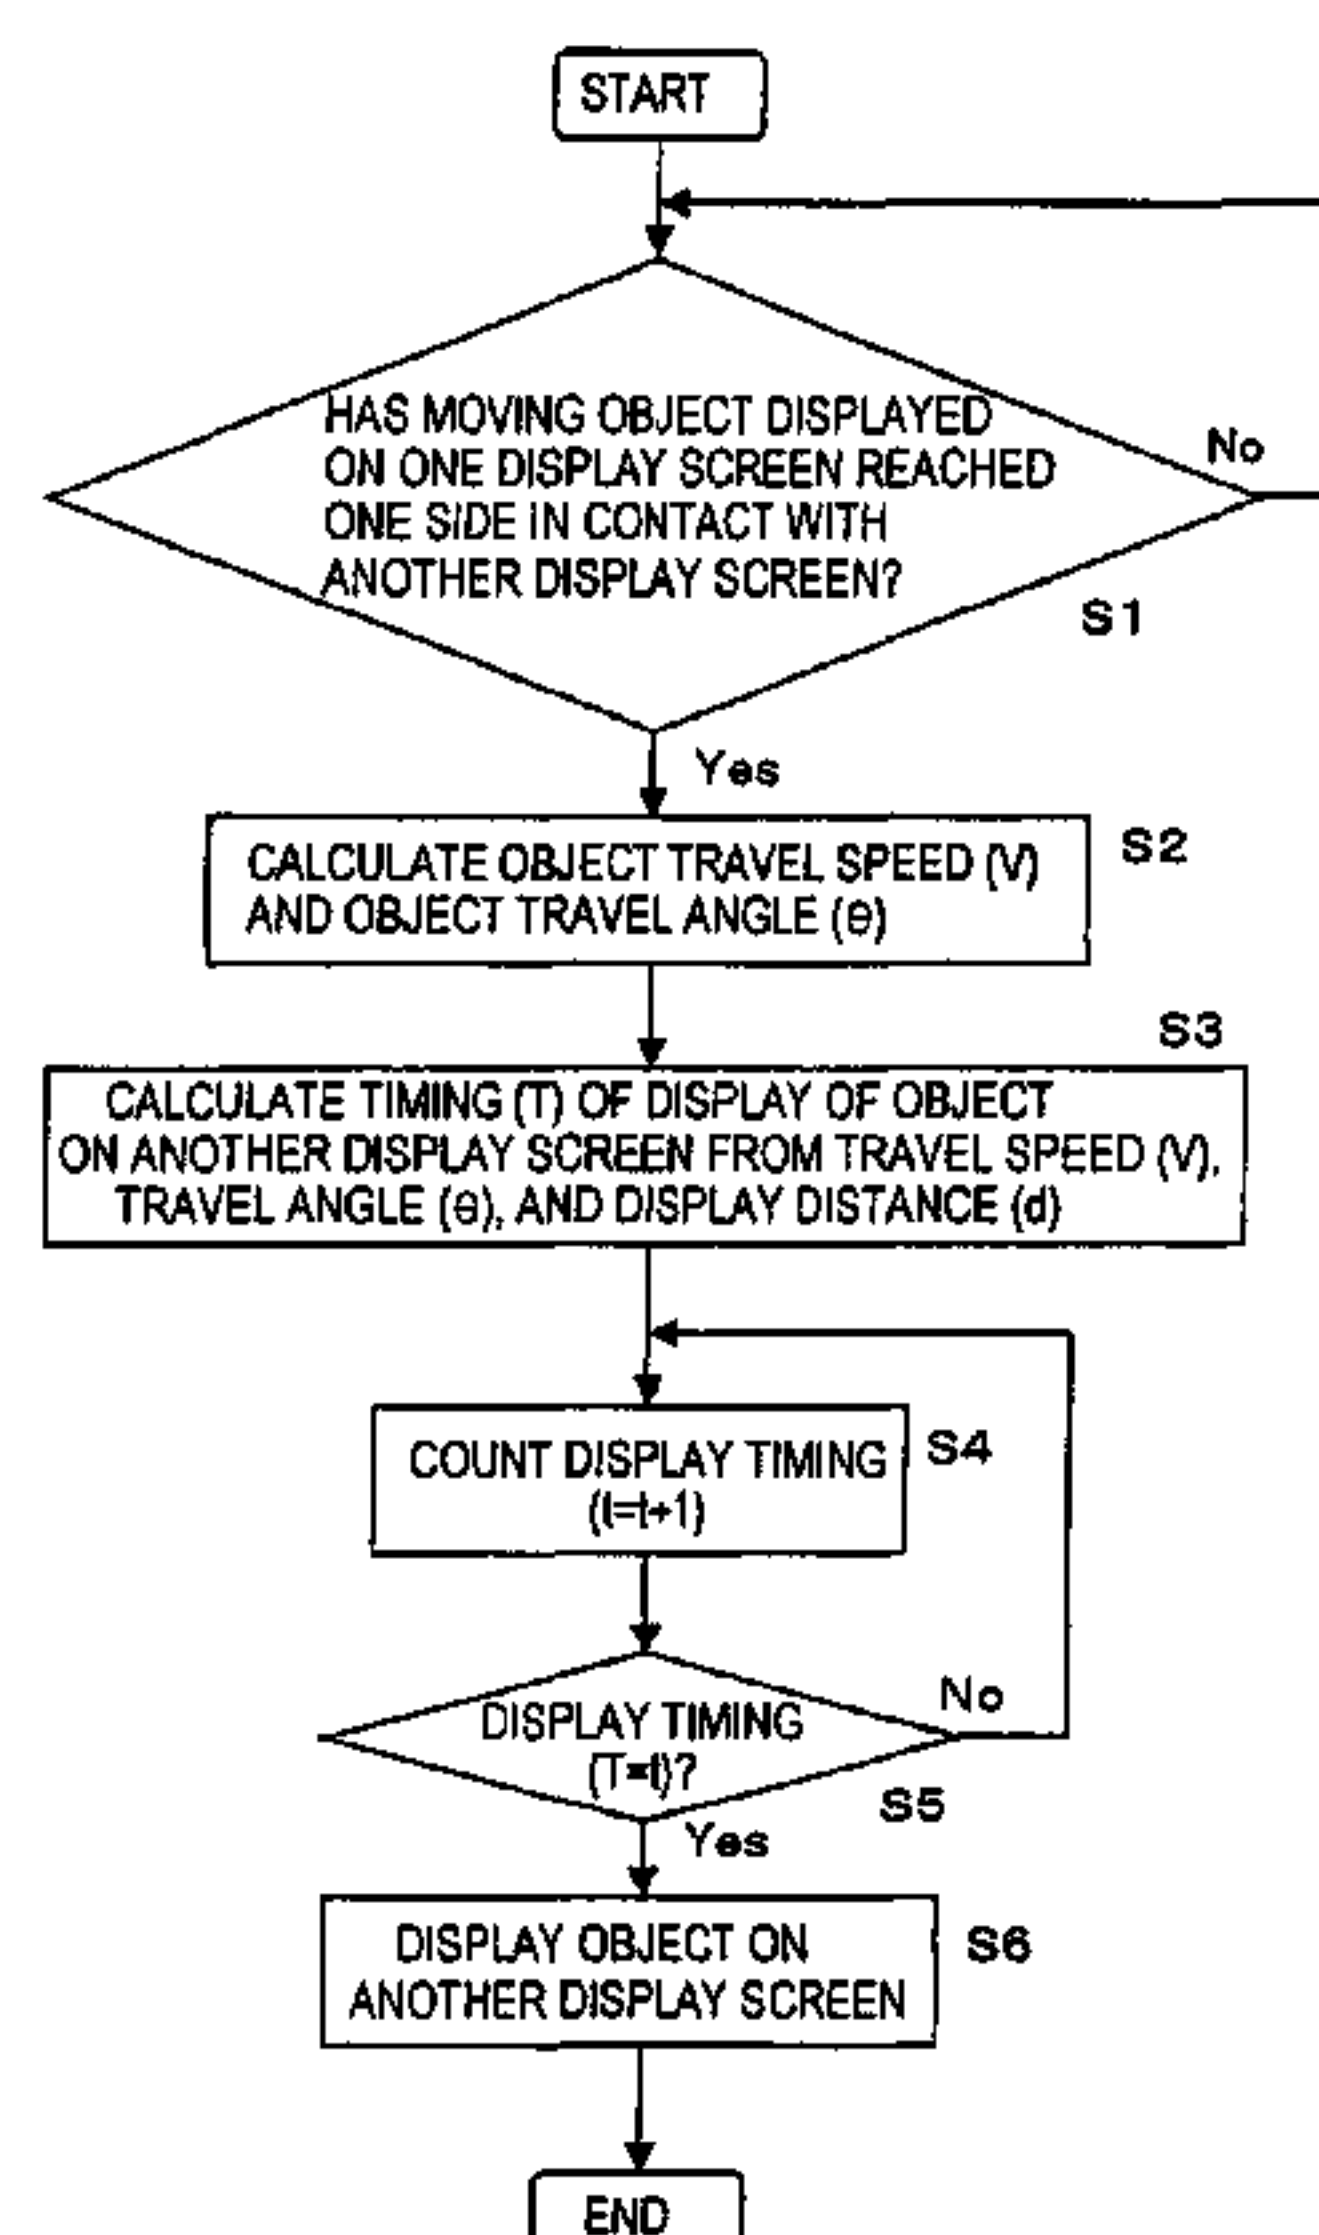 START
HAS MOVING OBJECT DISPLAYED
ON ONE DISPLAY SCREEN REACHED
ONE SIDE IN CONTACT WITH
ANOTHER DISPLAY SCREEN?
No
S1
Yes
S2
CALCULATE OBJECT TRAVEL SPEED (V)
AND OBJECT TRAVEL ANGLE (θ)
S3
CALCULATE TIMING (T) OF DISPLAY OF OBJECT
ON ANOTHER DISPLAY SCREEN FROM TRAVEL SPEED (V),
TRAVEL ANGLE (θ), AND DISPLAY DISTANCE (d)
S4
COUNT DISPLAY TIMING
(t=t+1)
No
DISPLAY TIMING
(T=t)?
S5
Yes
DISPLAY OBJECT ON
ANOTHER DISPLAY SCREEN
S6
END